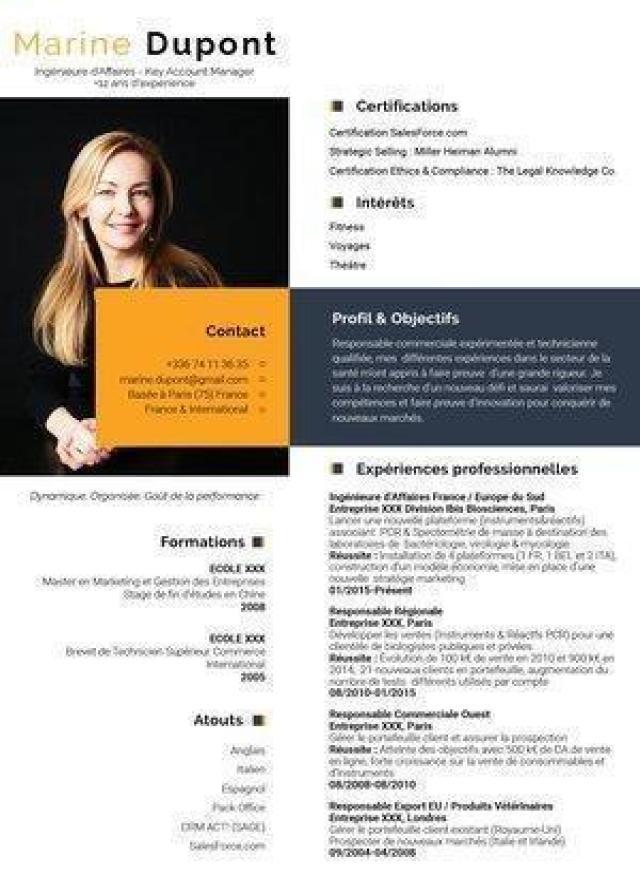 Marine Dupont
Ingénieure d'Affaires - Key Account Manager
+12 ans d'experience
Certifications
Certification SalesForce.com
Strategic Selling : Miller Heiman Alumni
Certification Ethics & Compliance : The Legal Knowledge Co.
Intérêts
Fitness
Voyages
Théâtre
Contact
+336 74 11 36 35
marine.dupont@gmail.com
Basée à Paris (75) France
France & International
Profil & Objectifs
Responsable commerciale expérimentée et technicienne
qualifiée, mes différentes expériences dans le secteur de la
santé m'ont appris à faire preuve d'une grande rigueur. Je
suis à la recherche d'un nouveau défi et saurai valoriser mes
compétences et faire preuve d'innovation pour conquérir de
nouveaux marchés.
Dynamique. Organisée. Goût de la performance
Formations
ECOLE XXX
Master en Marketing et Gestion des Entreprises
Stage de fin d'études en Chine
2008
ECOLE XXX
Brevet de Technicien Supérieur Commerce
International
2005
Atouts
Anglais
Italien
Espagnol
Pack Office
CRM ACT! (SAGE)
SalesForce.com
Expériences professionnelles
Ingénieure d'Affaires France / Europe du Sud
Entreprise XXX Division Ibis Biosciences, Paris
Lancer une nouvelle plateforme (instruments&réactifs)
associant PCR & Spectométrie de masse à destination des
laboratoires de bactériologie, virologie & mycologie
Réussite : Installation de 4 plateformes (1 FR, 1 BEL et 2 ITA),
construction d'un modèle économie, mise en place d'une
nouvelle stratégie marketing
01/2015-Présent
Responsable Régionale
Entreprise XXX, Paris
Développer les ventes (Instruments & Réactifs PCR) pour une
clientèle de biologistes publiques et privées.
Réussite : Evolution de 100 k€ de vente en 2010 et 900 k€ en
2014, 21 nouveaux clients en portefeuille, augmentation du
nombre de tests différents utilisés par compte
08/2010-01/2015
Responsable Commerciale Ouest
Entreprise XXX, Paris
Gérer le portefeuille client et assurer la prospection
Réussite : Atteinte des objectifs avec 500 k€ de CA de vente
en ligne, forte croissance sur la vente de consummables et
d'instruments
08/2008-08/2010
Responsable Export EU / Produits Vétérinaires
Entreprise XXX, Londres
Gérer le portefeuille client existant (Royaume-Uni)
Prospecter de nouveaux marchés (Italie et Irlande)
09/2004-04/2008